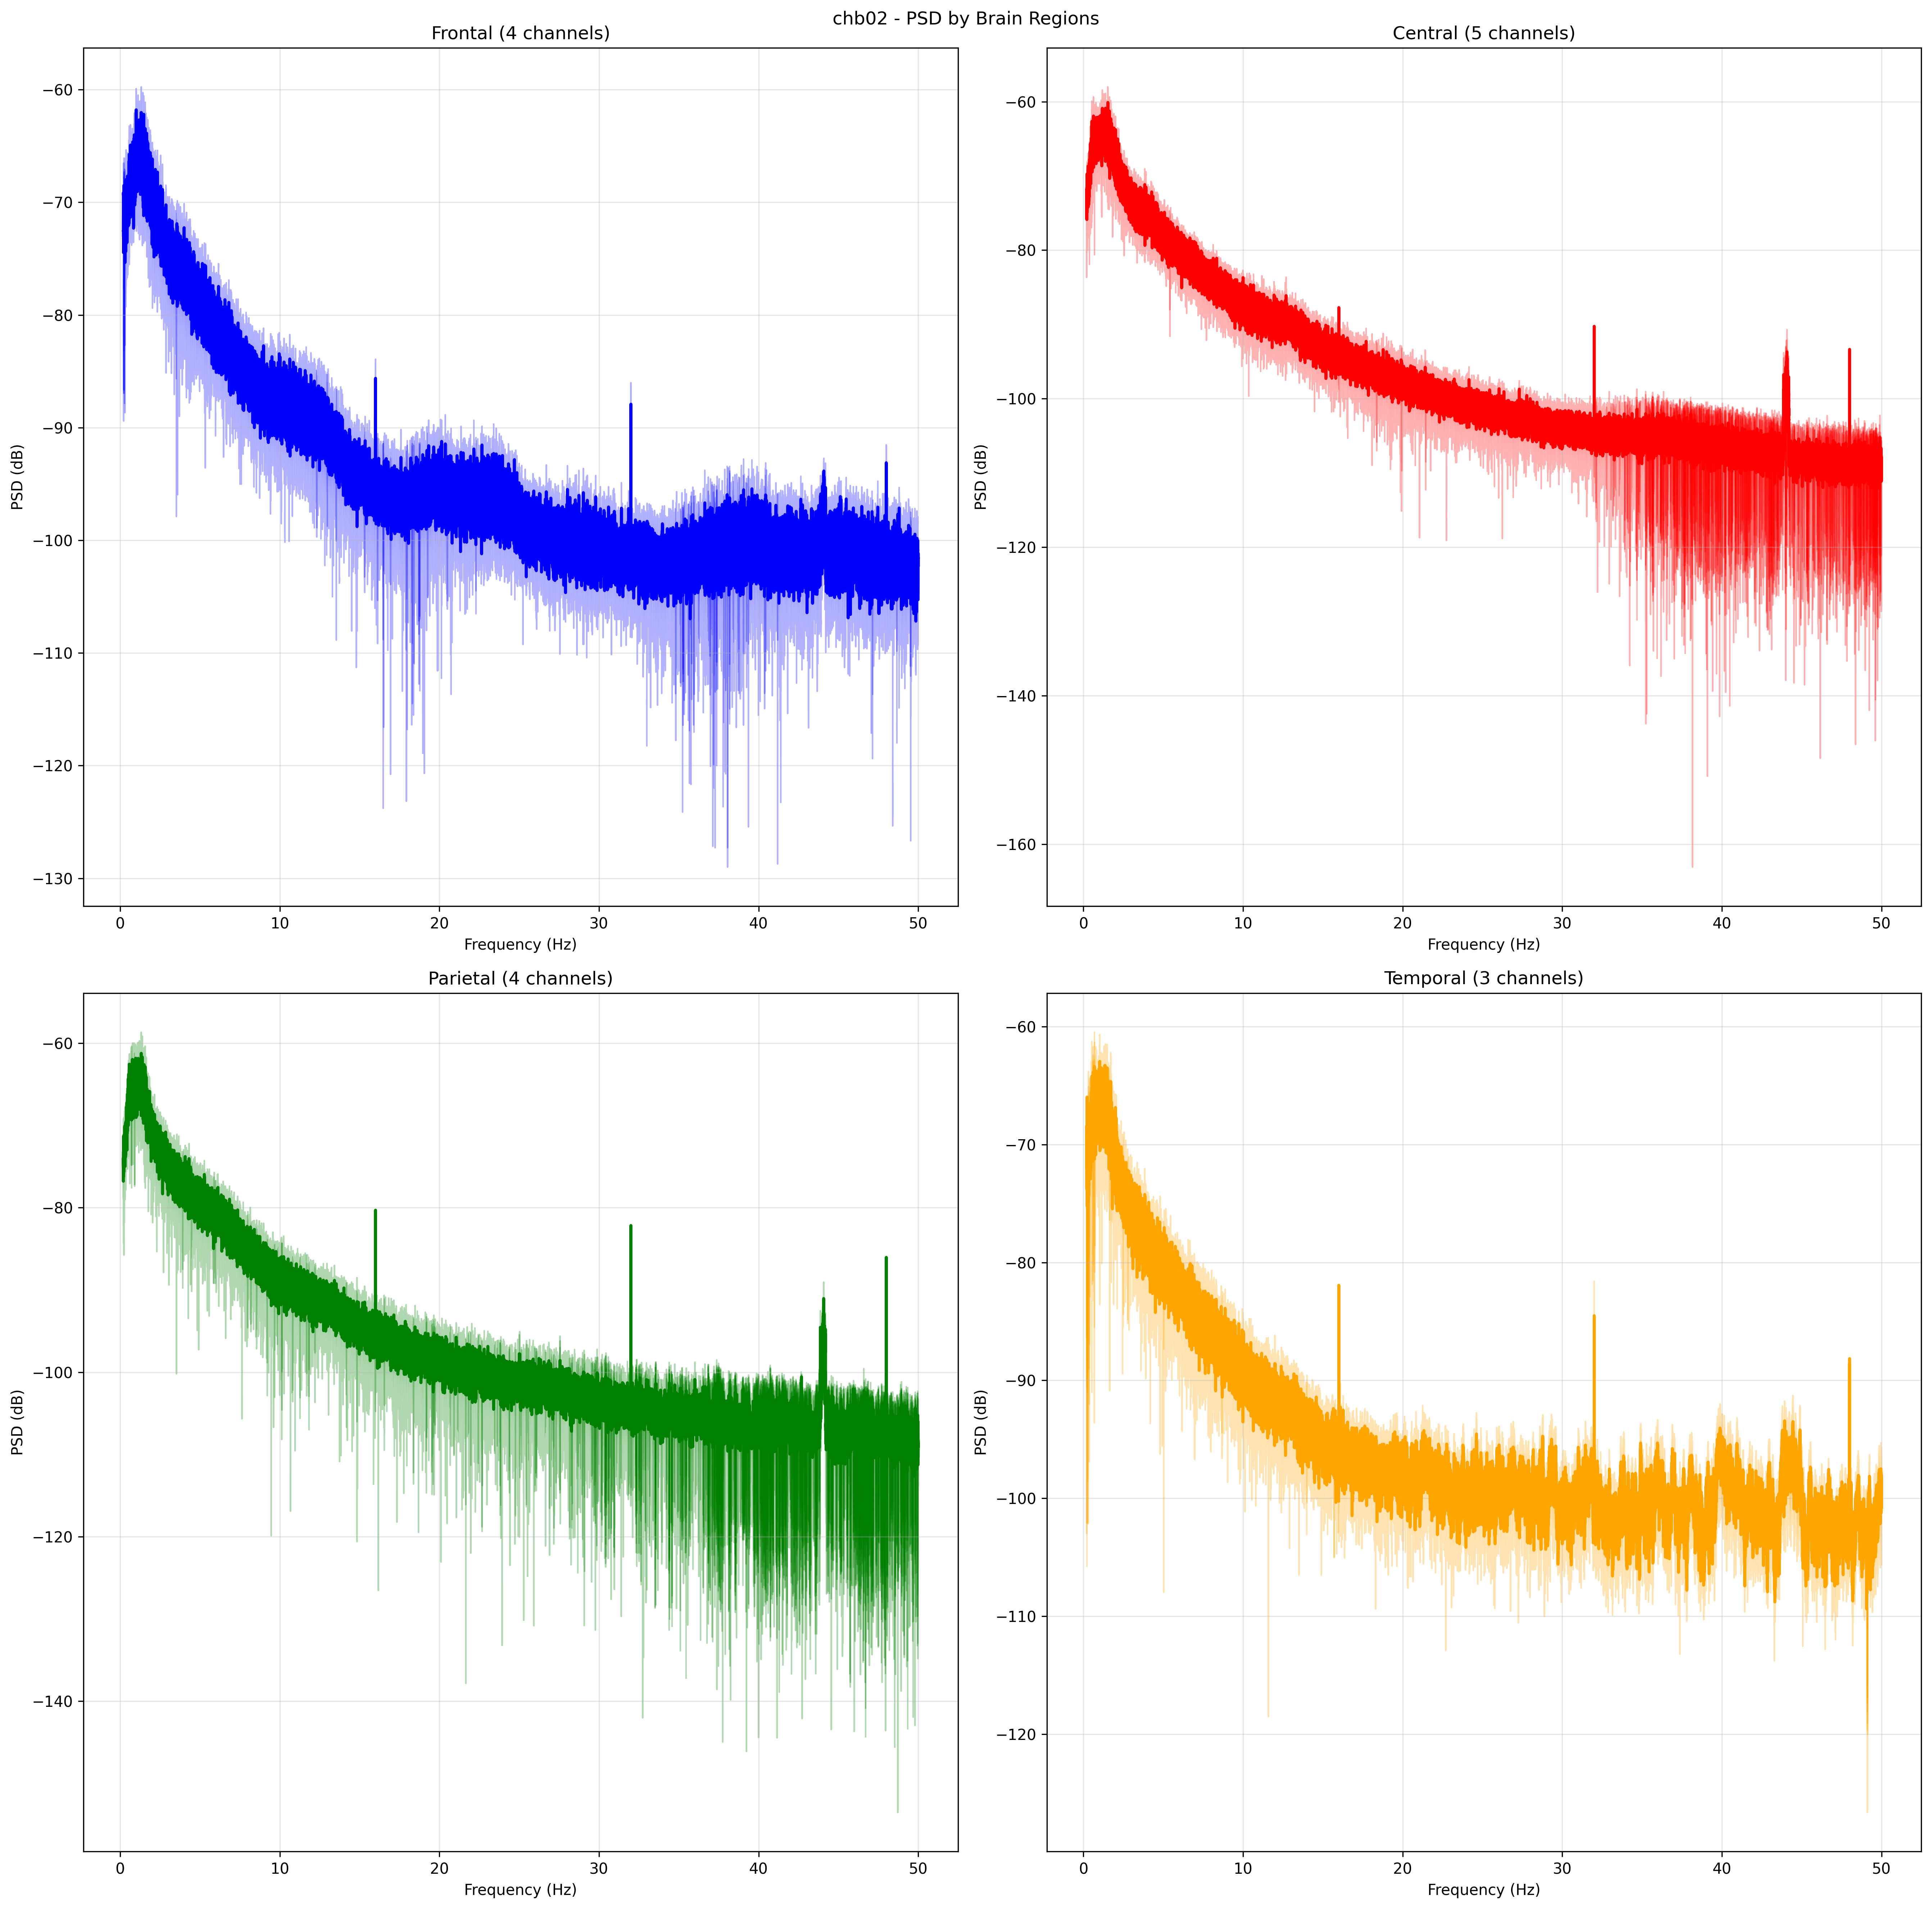 chb02 - PSD by Brain Regions
Frontal (4 channels)
−60
−70
−80
−90
−100
−110
−120
−130
PSD (dB)
0 10 20 30 40 50
Frequency (Hz)
Central (5 channels)
−60
−80
−100
−120
−140
−160
PSD (dB)
0 10 20 30 40 50
Frequency (Hz)
Parietal (4 channels)
−60
−80
−100
−120
−140
PSD (dB)
0 10 20 30 40 50
Frequency (Hz)
Temporal (3 channels)
−60
−70
−80
−90
−100
−110
−120
PSD (dB)
0 10 20 30 40 50
Frequency (Hz)